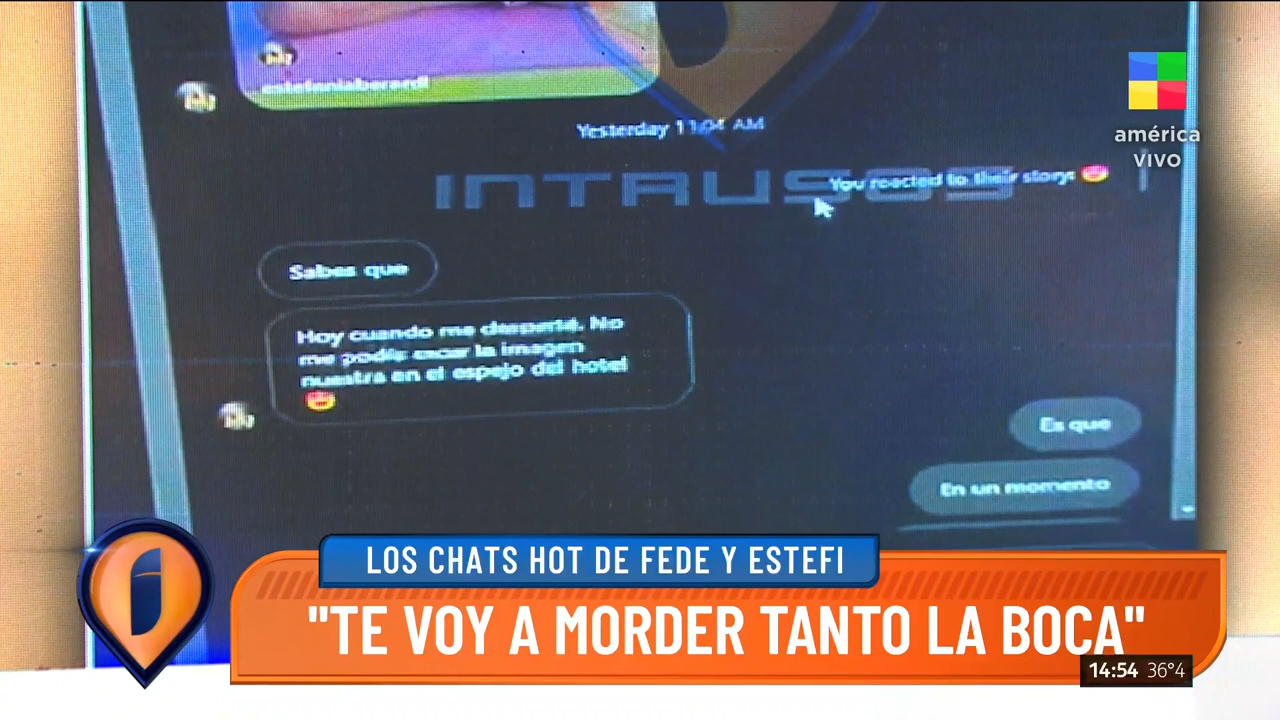 estefaniaberardi
américa
VIVO
Yesterday 11:04 AM
INTRUSOS
You reacted to their story:
Sabes que
Hoy cuando me desperté. No
me podía sacar la imagen
nuestra en el espejo del hotel
Es que
En un momento
LOS CHATS HOT DE FEDE Y ESTEFI
"TE VOY A MORDER TANTO LA BOCA"
14:54 36°4